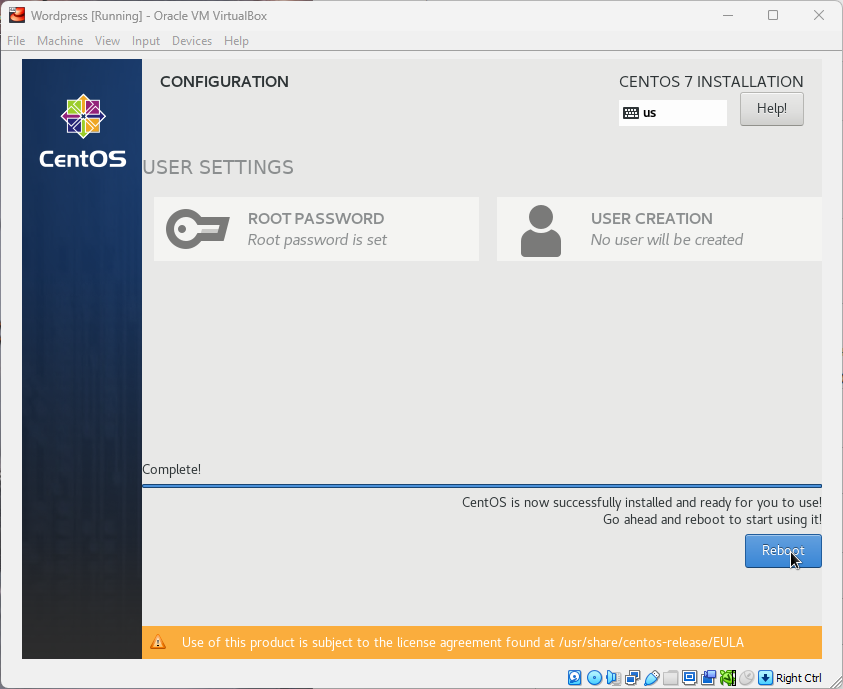 Wordpress [Running] - Oracle VM VirtualBox
File Machine View Input Devices Help
CentOS
CONFIGURATION
CENTOS 7 INSTALLATION
us
Help!
USER SETTINGS
ROOT PASSWORD
Root password is set
USER CREATION
No user will be created
Complete!
CentOS is now successfully installed and ready for you to use!
Go ahead and reboot to start using it!
Reboot
Use of this product is subject to the license agreement found at /usr/share/centos-release/EULA
Right Ctrl